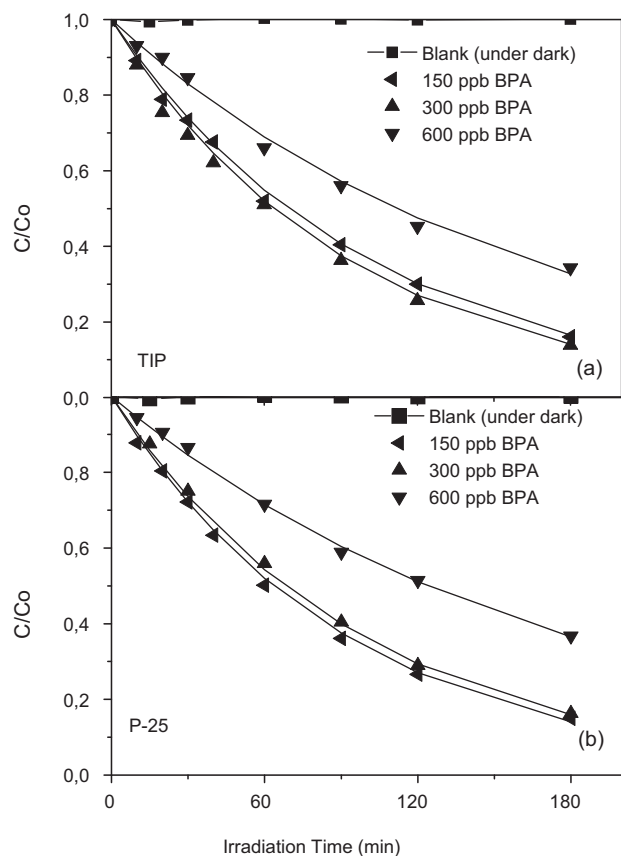 1,0
Blank (under dark)
150 ppb BPA
300 ppb BPA
600 ppb BPA
0,8
0,6
C/Co
0,4
0,2
TIP
(a)
0,0
Blank (under dark)
150 ppb BPA
300 ppb BPA
600 ppb BPA
0,8
0,6
C/Co
0,4
0,2
P-25
(b)
0,0
0 60 120 180
Irradiation Time (min)